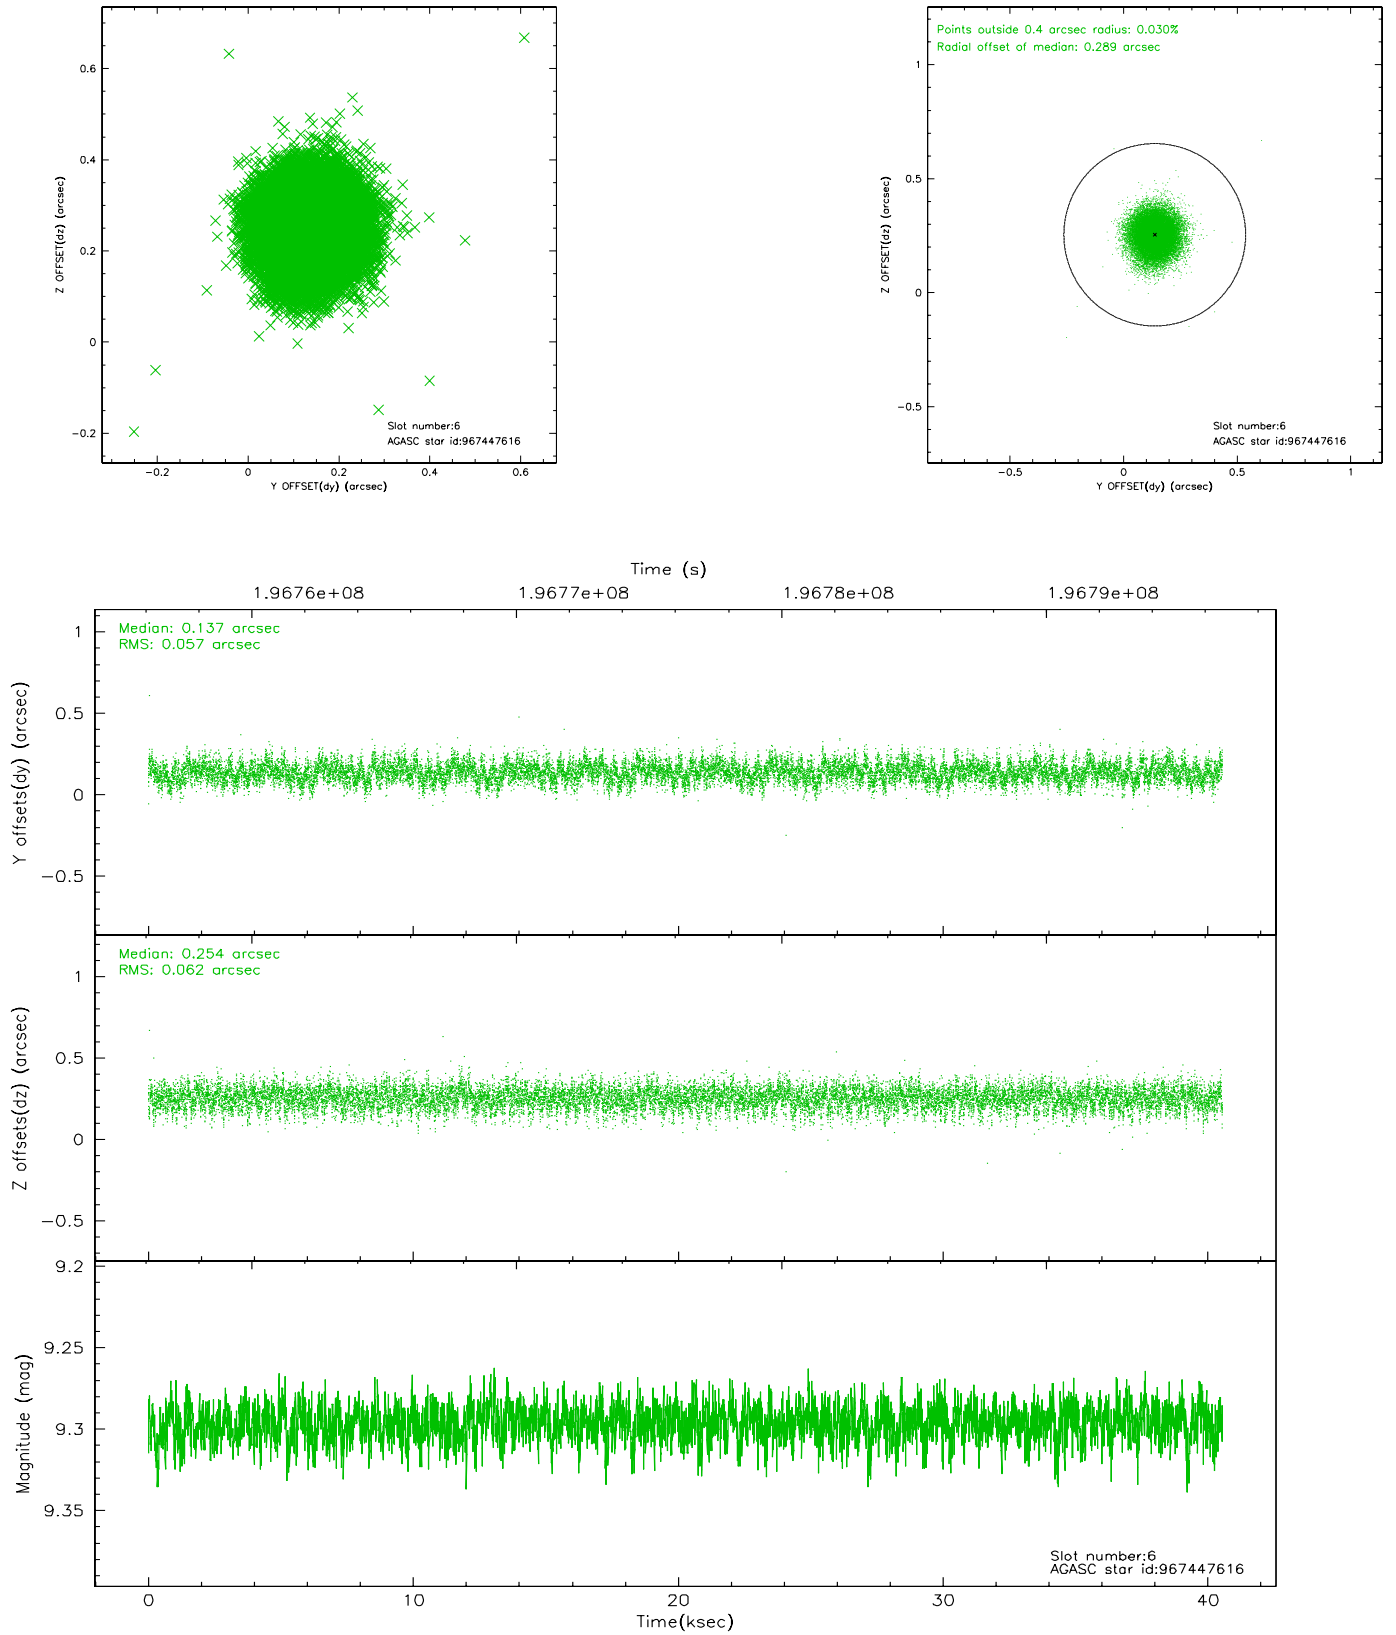 0.6
0.4
0.2
0
−0.2
Z OFFSET(dz) (arcsec)
Slot number:6
AGASC star id:967447616
−0.2 0 0.2 0.4 0.6
Y OFFSET(dy) (arcsec)
Points outside 0.4 arcsec radius: 0.030%
Radial offset of median: 0.289 arcsec
1
0.5
0
−0.5
Z OFFSET(dz) (arcsec)
Slot number:6
AGASC star id:967447616
−0.5 0 0.5 1
Y OFFSET(dy) (arcsec)
Time (s)
1.9676e+08 1.9677e+08 1.9678e+08 1.9679e+08
Median: 0.137 arcsec
RMS: 0.057 arcsec
1
0.5
0
−0.5
Y offsets(dy) (arcsec)
Median: 0.254 arcsec
RMS: 0.062 arcsec
1
0.5
0
−0.5
Z offsets(dz) (arcsec)
9.2
9.25
9.3
9.35
Magnitude (mag)
Slot number:6
AGASC star id:967447616
0 10 20 30 40
Time(ksec)